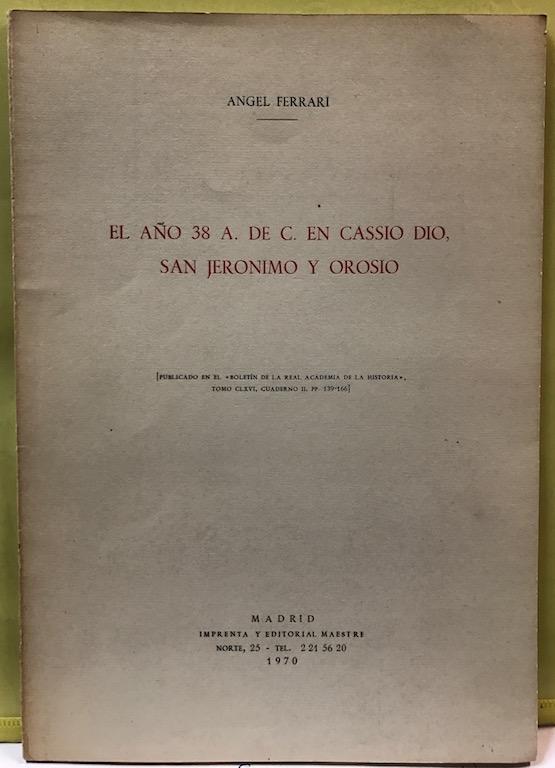 ANGEL FERRARI
EL AÑO 38 A. DE C. EN CASSIO DIO,
SAN JERONIMO Y OROSIO
[PUBLICADO EN EL «BOLETÍN DE LA REAL ACADEMIA DE LA HISTORIA»,
TOMO CLXVI, CUADERNO II, PP. 139-166]
MADRID
IMPRENTA Y EDITORIAL MAESTRE
NORTE, 25 - TEL. 2 21 56 20
1970